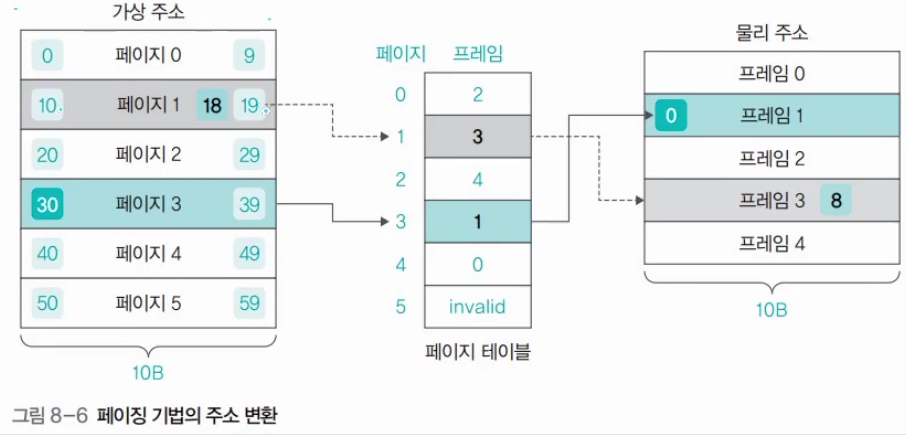 가상 주소
0 페이지 0 9
10 페이지 1 18 19
20 페이지 2 29
30 페이지 3 39
40 페이지 4 49
50 페이지 5 59
10B
페이지 프레임
0 2
1 3
2 4
3 1
4 0
5 invalid
페이지 테이블
물리 주소
프레임 0
0 프레임 1
프레임 2
프레임 3 8
프레임 4
10B
그림 8-6 페이징 기법의 주소 변환